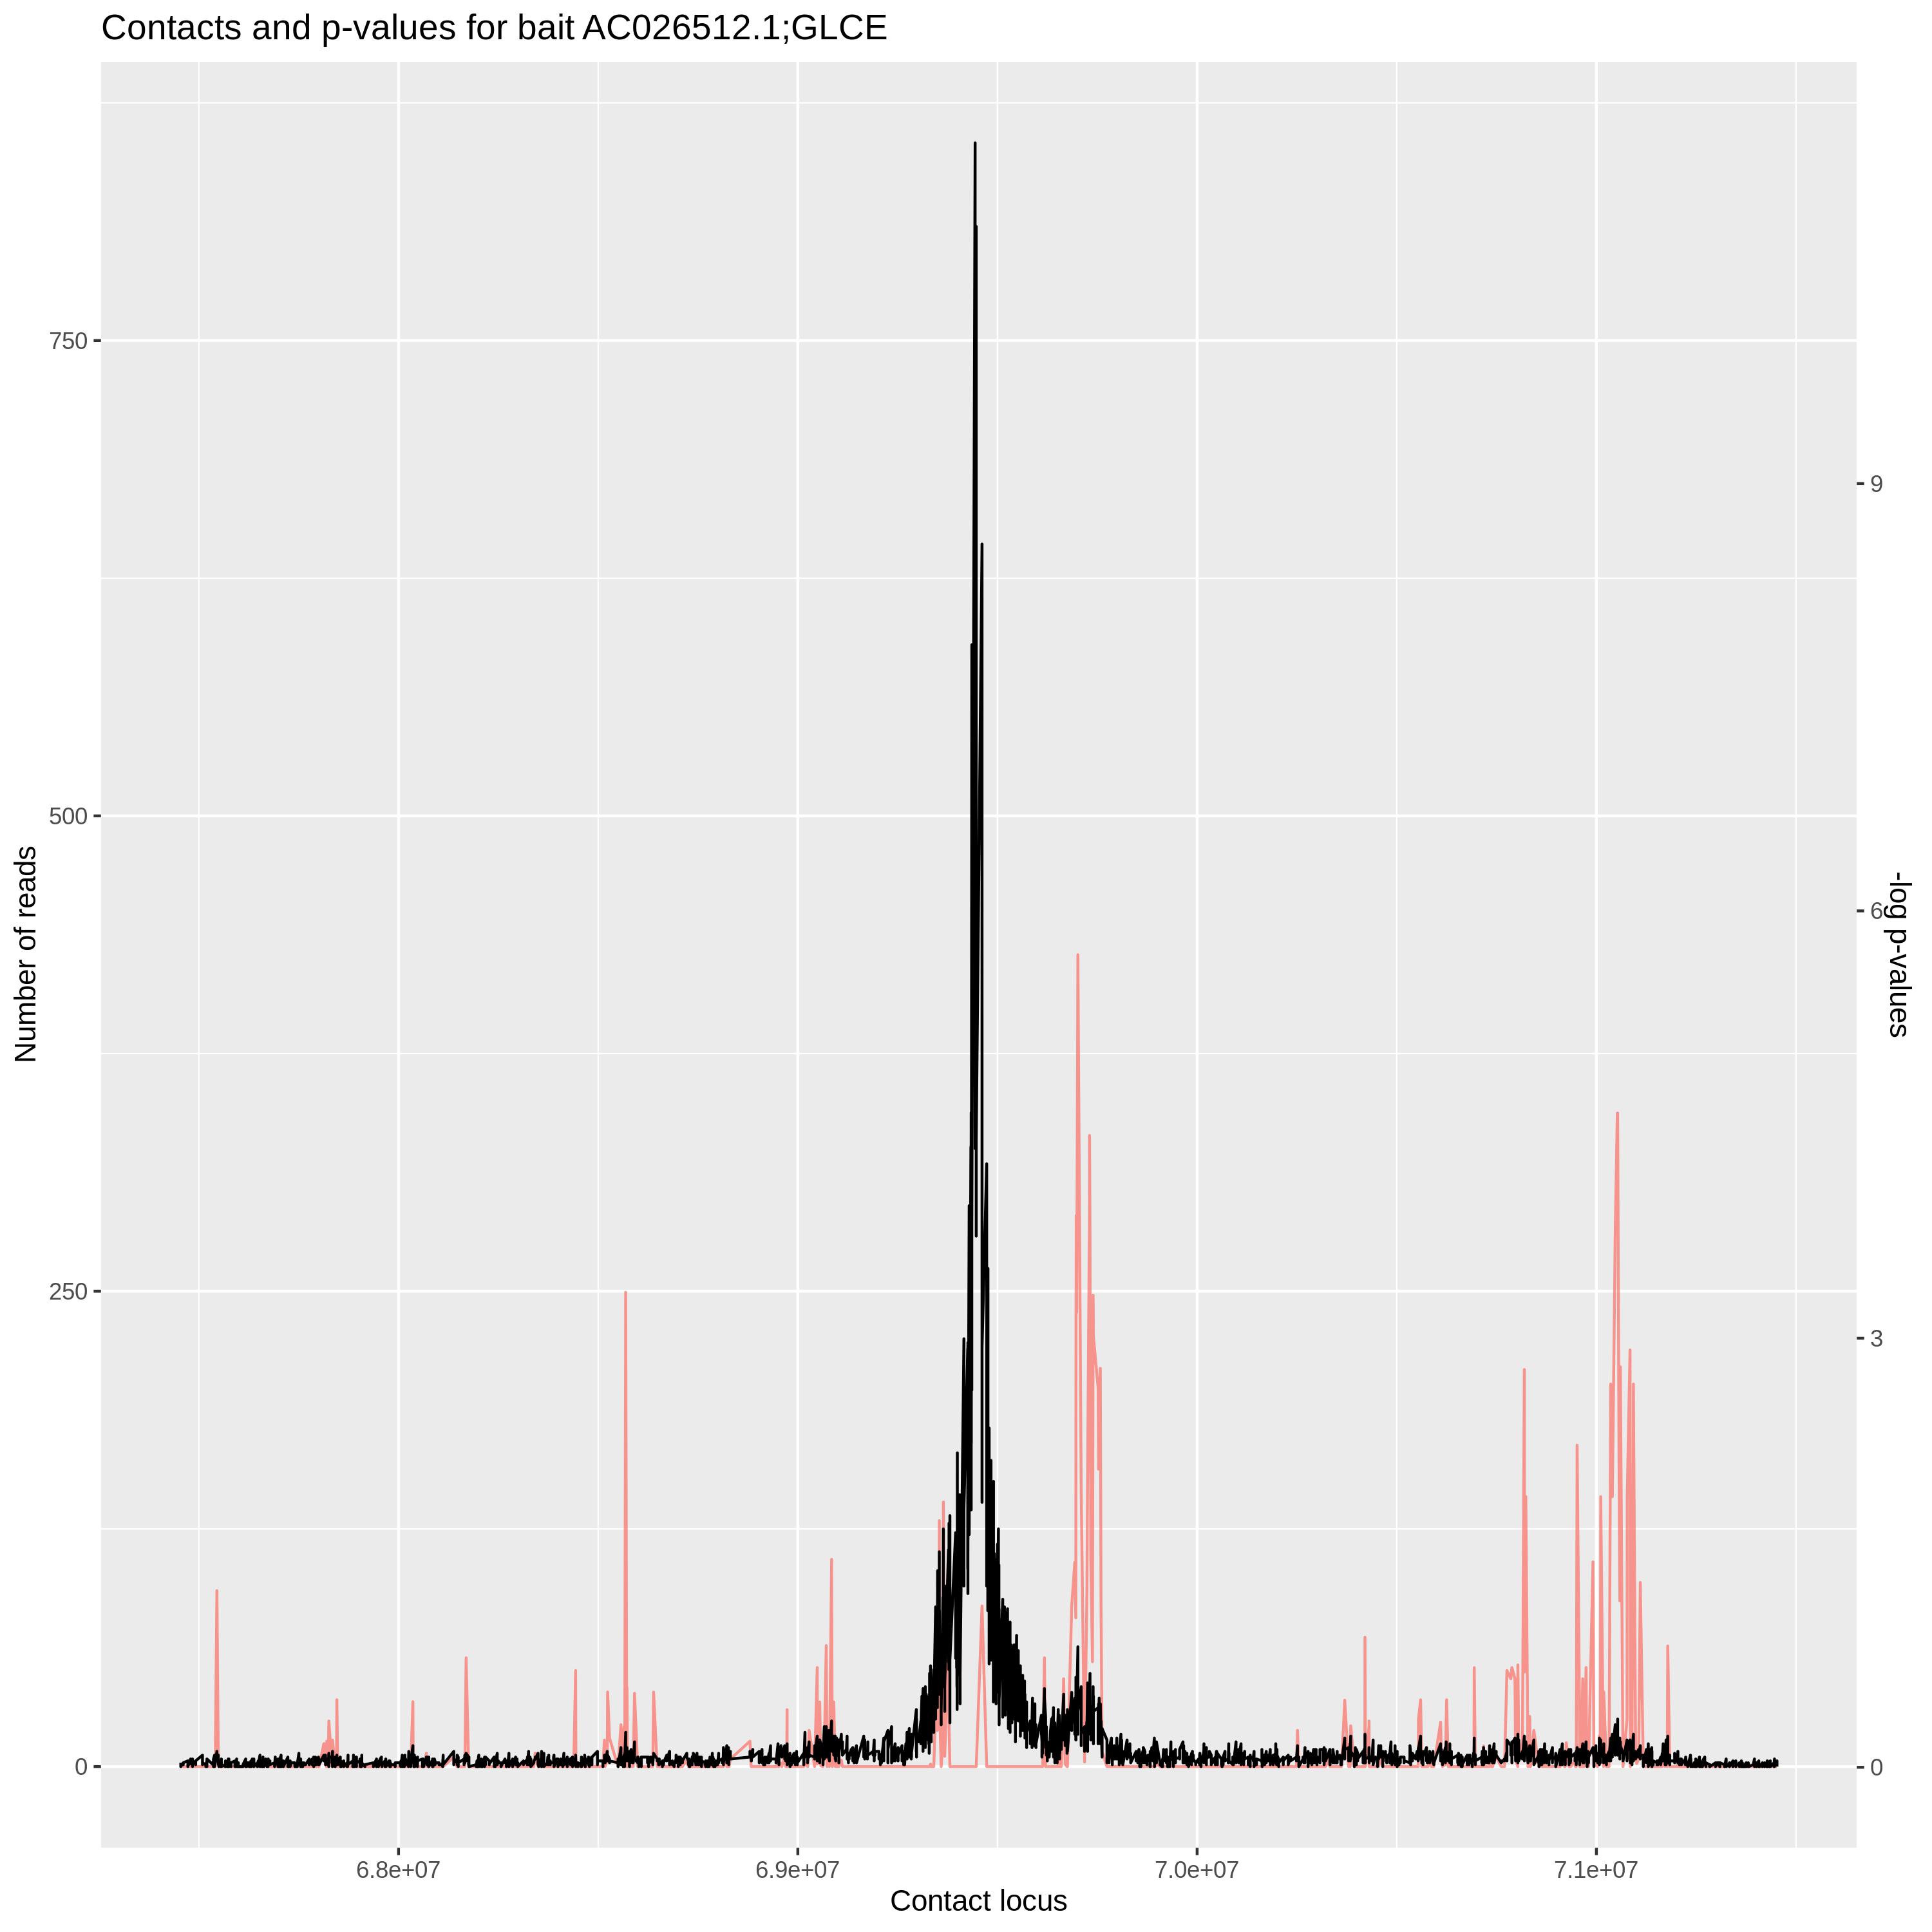 Contacts and p-values for bait AC026512.1;GLCE
Number of reads
750
500
250
0
9
6
3
0
-log p-values
6.8e+07
6.9e+07
7.0e+07
7.1e+07
Contact locus